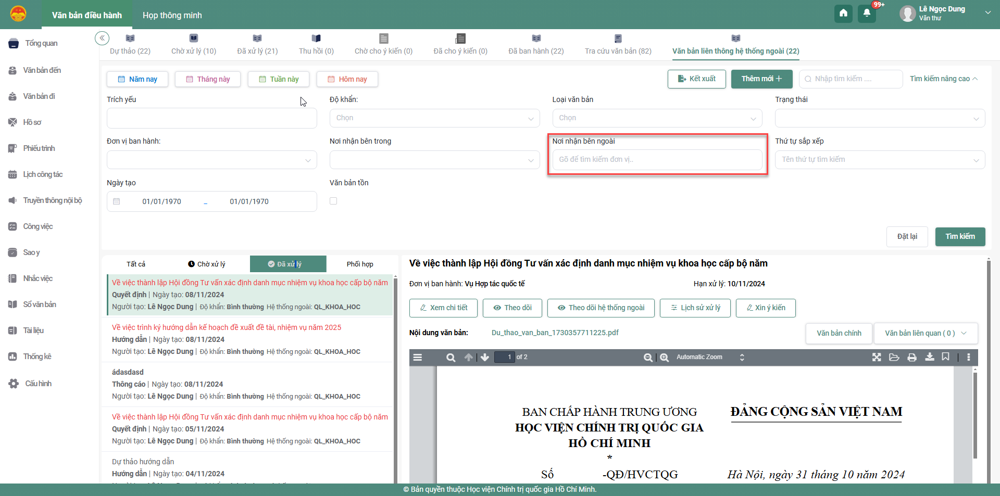 Văn bản điều hành
Họp thông minh
99+
Lê Ngọc Dung
Văn thư
Tổng quan
Văn bản đến
Văn bản đi
Hồ sơ
Phiếu trình
Lịch công tác
Truyền thông nội bộ
Công việc
Sao y
Nhắc việc
Sổ văn bản
Tài liệu
Thống kê
Cấu hình
Dự thảo (22)
Chờ xử lý (10)
Đã xử lý (21)
Thu hồi (0)
Chờ cho ý kiến (0)
Đã cho ý kiến (0)
Đã ban hành (22)
Tra cứu văn bản (82)
Văn bản liên thông hệ thống ngoài (22)
Năm nay
Tháng này
Tuần này
Hôm nay
Kết xuất
Thêm mới
Nhập tìm kiếm ....
Tìm kiếm nâng cao
Trích yếu
Độ khẩn:
Chọn
Loại văn bản
Chọn
Trạng thái
Đơn vị ban hành:
Nơi nhận bên trong
Nơi nhận bên ngoài
Gõ để tìm kiếm đơn vị..
Thứ tự sắp xếp
Tên thứ tự tìm kiếm
Ngày tạo
01/01/1970 – 01/01/1970
Văn bản tồn
Đặt lại
Tìm kiếm
Tất cả
Chờ xử lý
Đã xử lý
Phối hợp
Về việc thành lập Hội đồng Tư vấn xác định danh mục nhiệm vụ khoa học cấp bộ năm
Quyết định | Ngày tạo: 08/11/2024
Người tạo: Lê Ngọc Dung | Độ khẩn: Bình thường Hệ thống ngoài: QL_KHOA_HOC
Về việc trình ký hướng dẫn kế hoạch đề xuất đề tài, nhiệm vụ năm 2025
Hướng dẫn | Ngày tạo: 08/11/2024
Người tạo: Lê Ngọc Dung | Độ khẩn: Bình thường Hệ thống ngoài: QL_KHOA_HOC
ádasdasd
Thông cáo | Ngày tạo: 08/11/2024
Người tạo: Lê Ngọc Dung | Độ khẩn: Bình thường Hệ thống ngoài: QL_KHOA_HOC
Về việc thành lập Hội đồng Tư vấn xác định danh mục nhiệm vụ khoa học cấp bộ năm
Quyết định | Ngày tạo: 05/11/2024
Người tạo: Lê Ngọc Dung | Độ khẩn: Bình thường Hệ thống ngoài: QL_KHOA_HOC
Dự thảo hướng dẫn
Hướng dẫn | Ngày tạo: 04/11/2024
Về việc thành lập Hội đồng Tư vấn xác định danh mục nhiệm vụ khoa học cấp bộ năm
Đơn vị ban hành: Vụ Hợp tác quốc tế
Hạn xử lý: 10/11/2024
Xem chi tiết
Theo dõi
Theo dõi hệ thống ngoài
Lịch sử xử lý
Xin ý kiến
Nội dung văn bản:
Du_thao_van_ban_1730357711225.pdf
Văn bản chính
Văn bản liên quan ( 0 )
1 of 2
Automatic Zoom
BAN CHẤP HÀNH TRUNG ƯƠNG
ĐẢNG CỘNG SẢN VIỆT NAM
HỌC VIỆN CHÍNH TRỊ QUỐC GIA
HỒ CHÍ MINH
*
Số -QĐ/HVCTQG
Hà Nội, ngày 31 tháng 10 năm 2024
© Bản quyền thuộc Học viện Chính trị quốc gia Hồ Chí Minh.